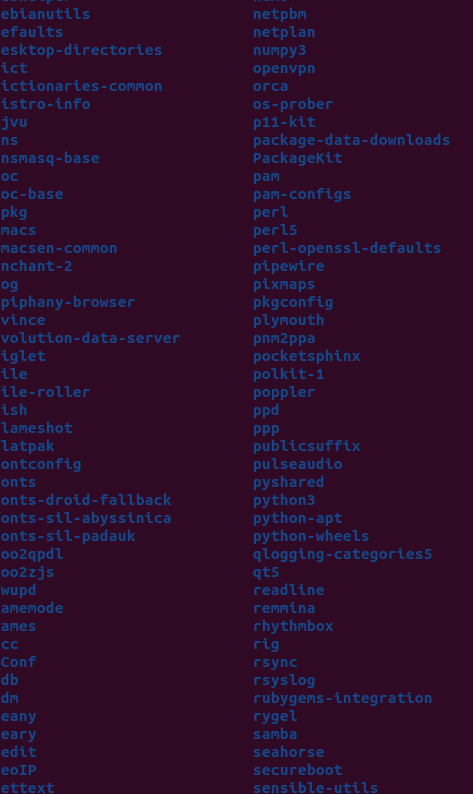 ebianutils
efaults
esktop-directories
ict
ictionaries-common
istro-info
jvu
ns
nsmasq-base
oc
oc-base
pkg
macs
macsen-common
nchant-2
og
piphany-browser
vince
volution-data-server
iglet
ile
ile-roller
ish
lameshot
latpak
ontconfig
onts
onts-droid-fallback
onts-sil-abyssinica
onts-sil-padauk
oo2qpdl
oo2zjs
wupd
amemode
ames
cc
Conf
db
dm
eany
eary
edit
eoIP
ettext
netpbm
netplan
numpy3
openvpn
orca
os-prober
p11-kit
package-data-downloads
PackageKit
pam
pam-configs
perl
perl5
perl-openssl-defaults
pipewire
pixmaps
pkgconfig
plymouth
pnm2ppa
pocketsphinx
polkit-1
poppler
ppd
ppp
publicsuffix
pulseaudio
pyshared
python3
python-apt
python-wheels
qlogging-categories5
qt5
readline
remmina
rhythmbox
rig
rsync
rsyslog
rubygems-integration
rygel
samba
seahorse
secureboot
sensible-utils